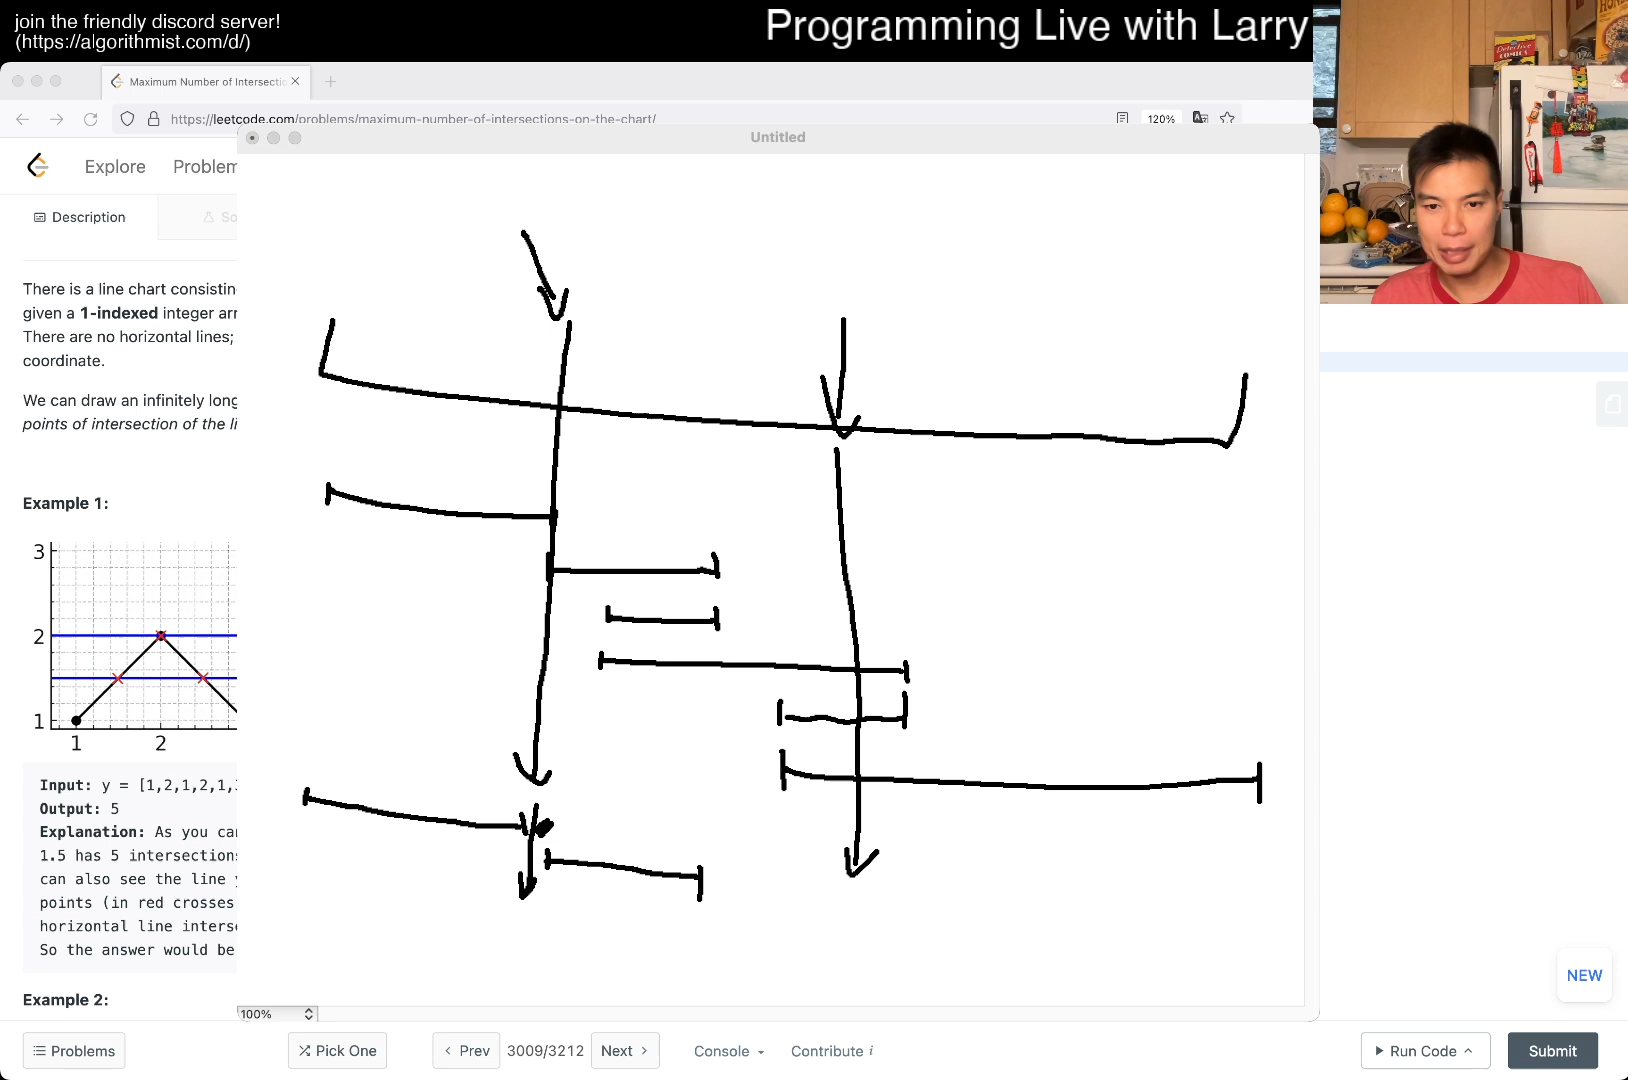 join the friendly discord server!
(https://algorithmist.com/d/)
Programming Live with Larry
Maximum Number of Intersecti
https://leetcode.com/problems/maximum-number-of-intersections-on-the-chart/
120%
Untitled
Explore Problem
Description So
There is a line chart consistin
given a 1-indexed integer arr
There are no horizontal lines;
coordinate.
We can draw an infinitely long
points of intersection of the li
Example 1:
3
2
1
1 2
Input: y = [1,2,1,2,1,
Output: 5
Explanation: As you can
1.5 has 5 intersections
can also see the line y
points (in red crosses
horizontal line interse
So the answer would be
Example 2:
100%
NEW
Problems Pick One Prev 3009/3212 Next Console Contribute i Run Code Submit